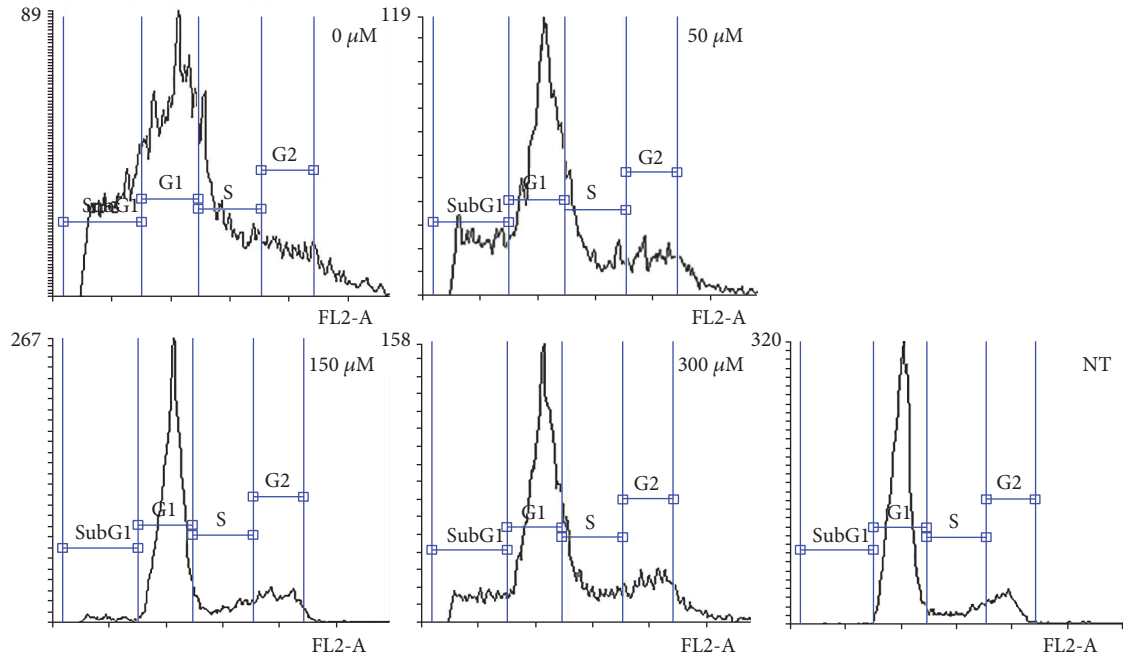 89
0 μM
G2
G1
S
SubG1
FL2-A
119
50 μM
G2
G1
S
SubG1
FL2-A
267
150 μM
G2
G1
S
SubG1
FL2-A
158
300 μM
G2
G1
S
SubG1
FL2-A
320
NT
G2
G1
S
SubG1
FL2-A